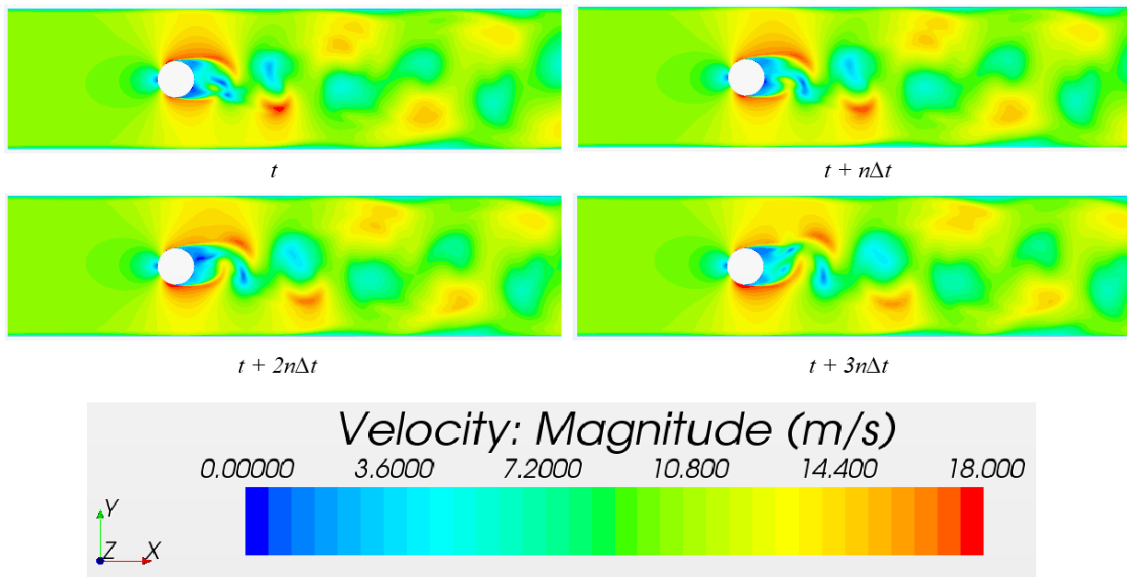 t
t + nΔt
t + 2nΔt
t + 3nΔt
Velocity: Magnitude (m/s)
0.00000 3.6000 7.2000 10.800 14.400 18.000
Y
Z X